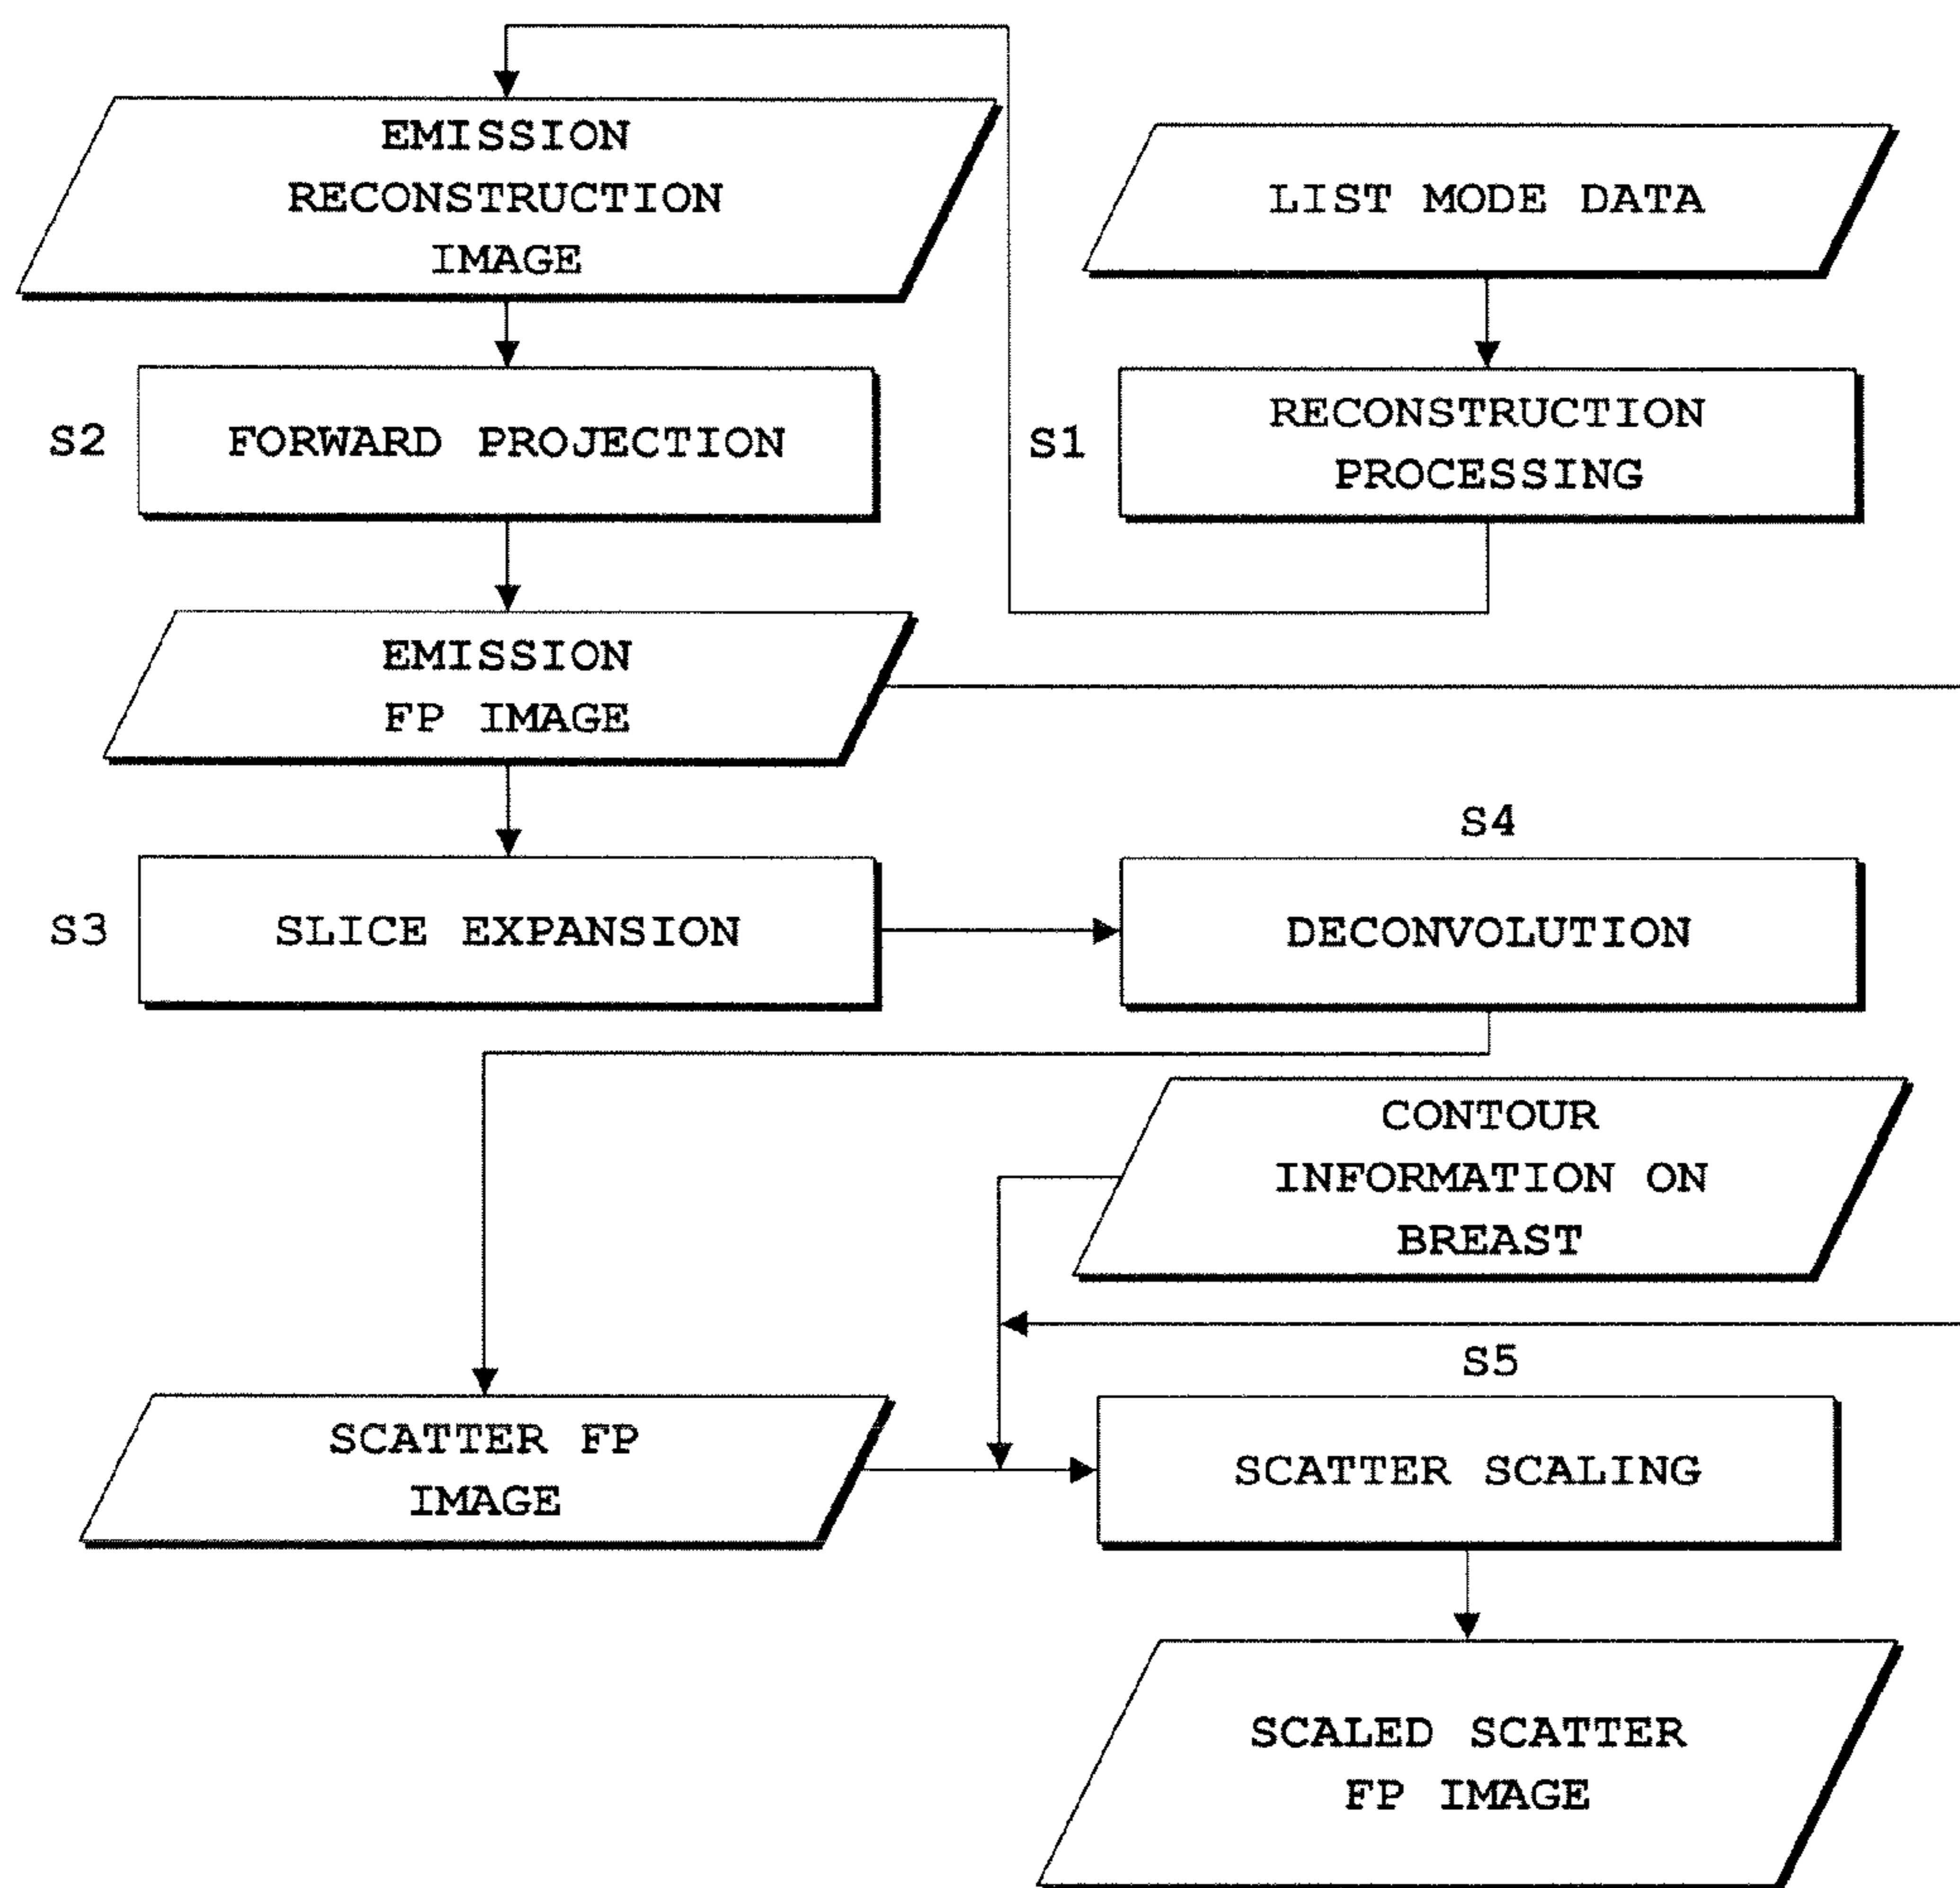 EMISSION
RECONSTRUCTION
IMAGE
LIST MODE DATA
S2
FORWARD PROJECTION
S1
RECONSTRUCTION
PROCESSING
EMISSION
FP IMAGE
S3
SLICE EXPANSION
S4
DECONVOLUTION
CONTOUR
INFORMATION ON
BREAST
SCATTER FP
IMAGE
S5
SCATTER SCALING
SCALED SCATTER
FP IMAGE